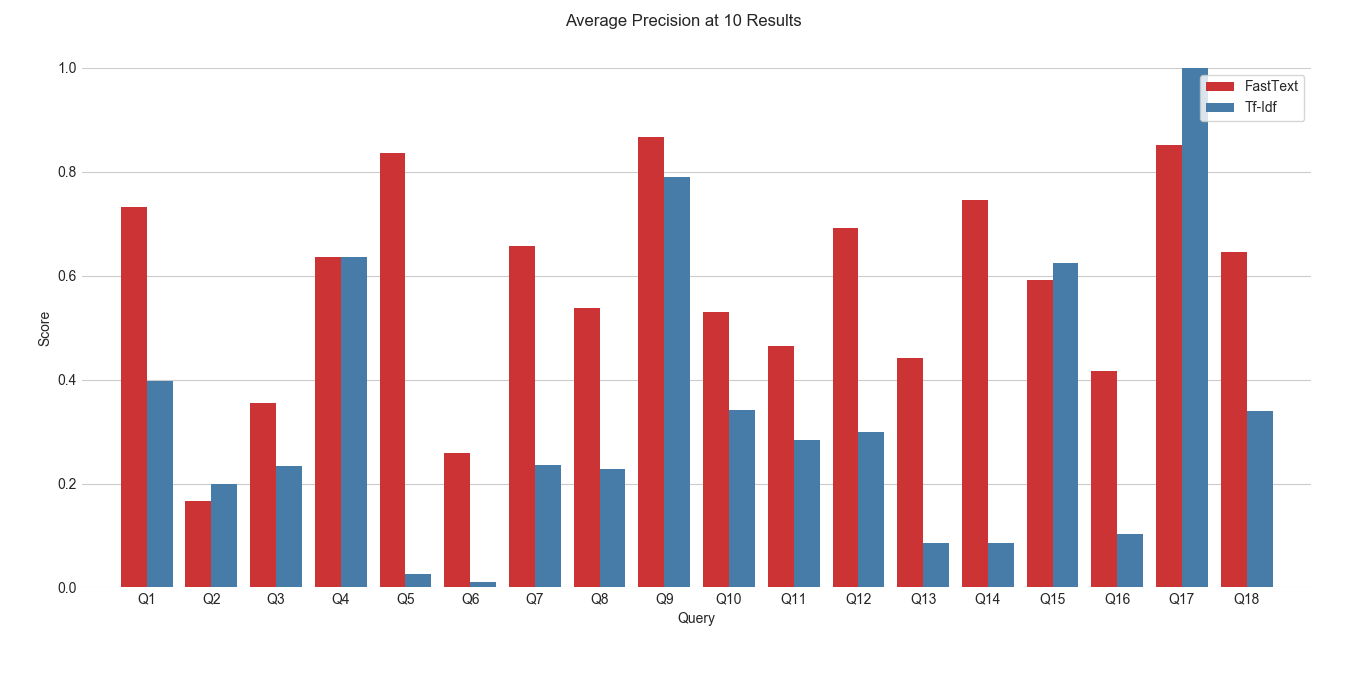 Average Precision at 10 Results
1.0
FastText
Tf-Idf
0.8
0.6
Score
0.4
0.2
0.0
Q1 Q2 Q3 Q4 Q5 Q6 Q7 Q8 Q9 Q10 Q11 Q12 Q13 Q14 Q15 Q16 Q17 Q18
Query